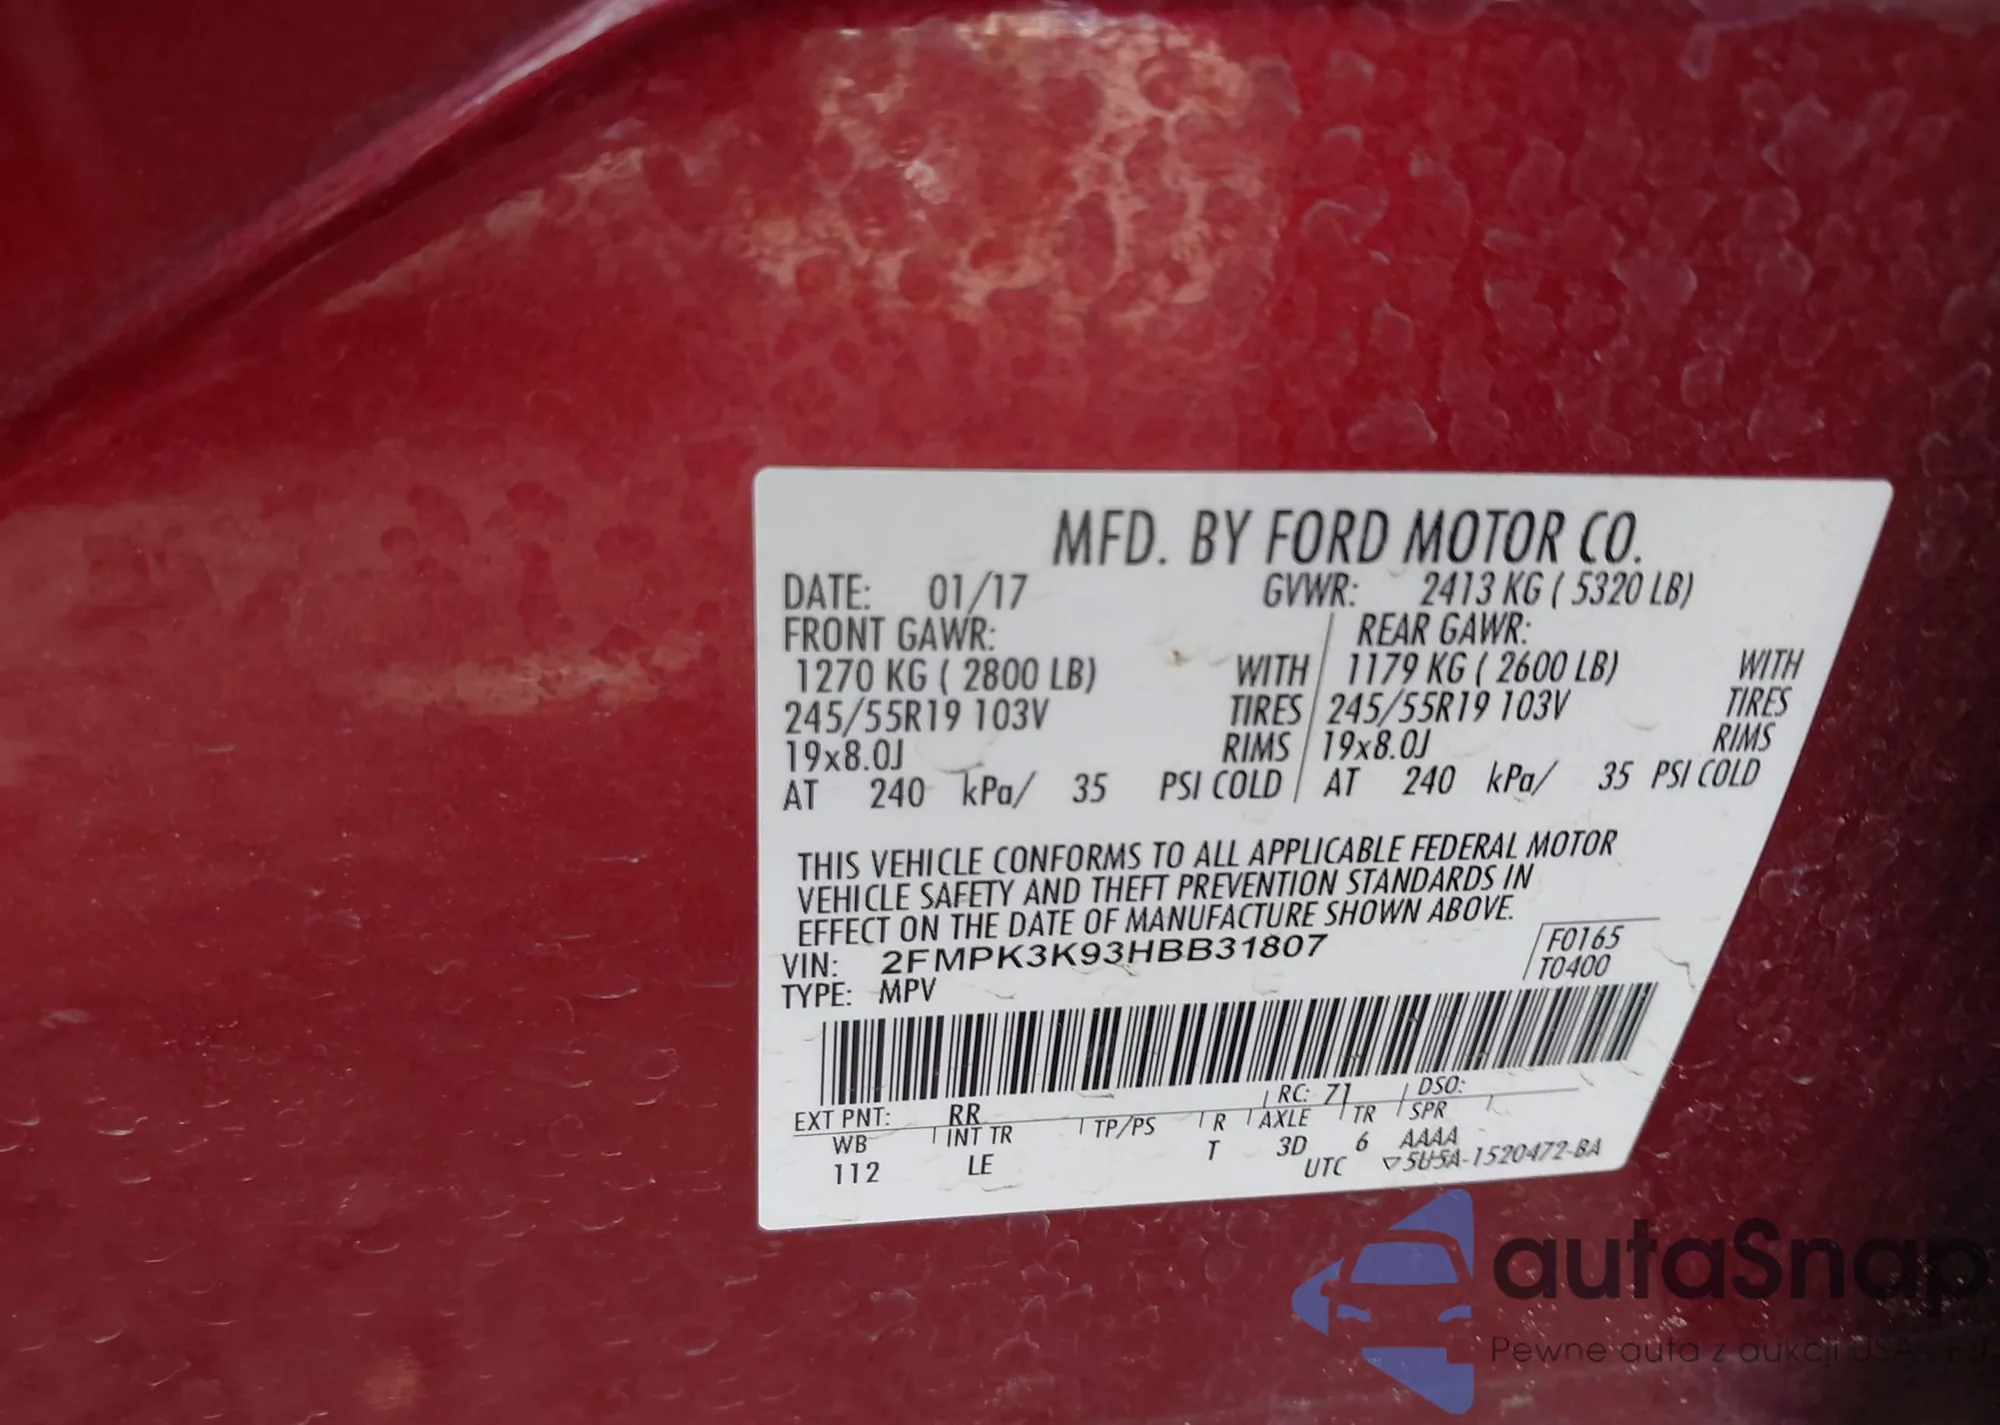 MFD. BY FORD MOTOR CO.
DATE: 01/17 GVWR: 2413 KG ( 5320 LB)
FRONT GAWR: REAR GAWR:
1270 KG ( 2800 LB) WITH 1179 KG ( 2600 LB) WITH
245/55R19 103V TIRES 245/55R19 103V TIRES
19x8.0J RIMS 19x8.0J RIMS
AT 240 kPa/ 35 PSI COLD AT 240 kPa/ 35 PSI COLD
THIS VEHICLE CONFORMS TO ALL APPLICABLE FEDERAL MOTOR
VEHICLE SAFETY AND THEFT PREVENTION STANDARDS IN
EFFECT ON THE DATE OF MANUFACTURE SHOWN ABOVE.
VIN: 2FMPK3K93HBB31807 F0165
TYPE: MPV T0400
EXT PNT: RR RC: 71 DSO:
WB INT TR TP/PS R AXLE TR SPR
112 LE T 3D 6 AAAA
UTC ▽5U5A-1520472-BA
autaSnap
Pewne auta z aukcji USA